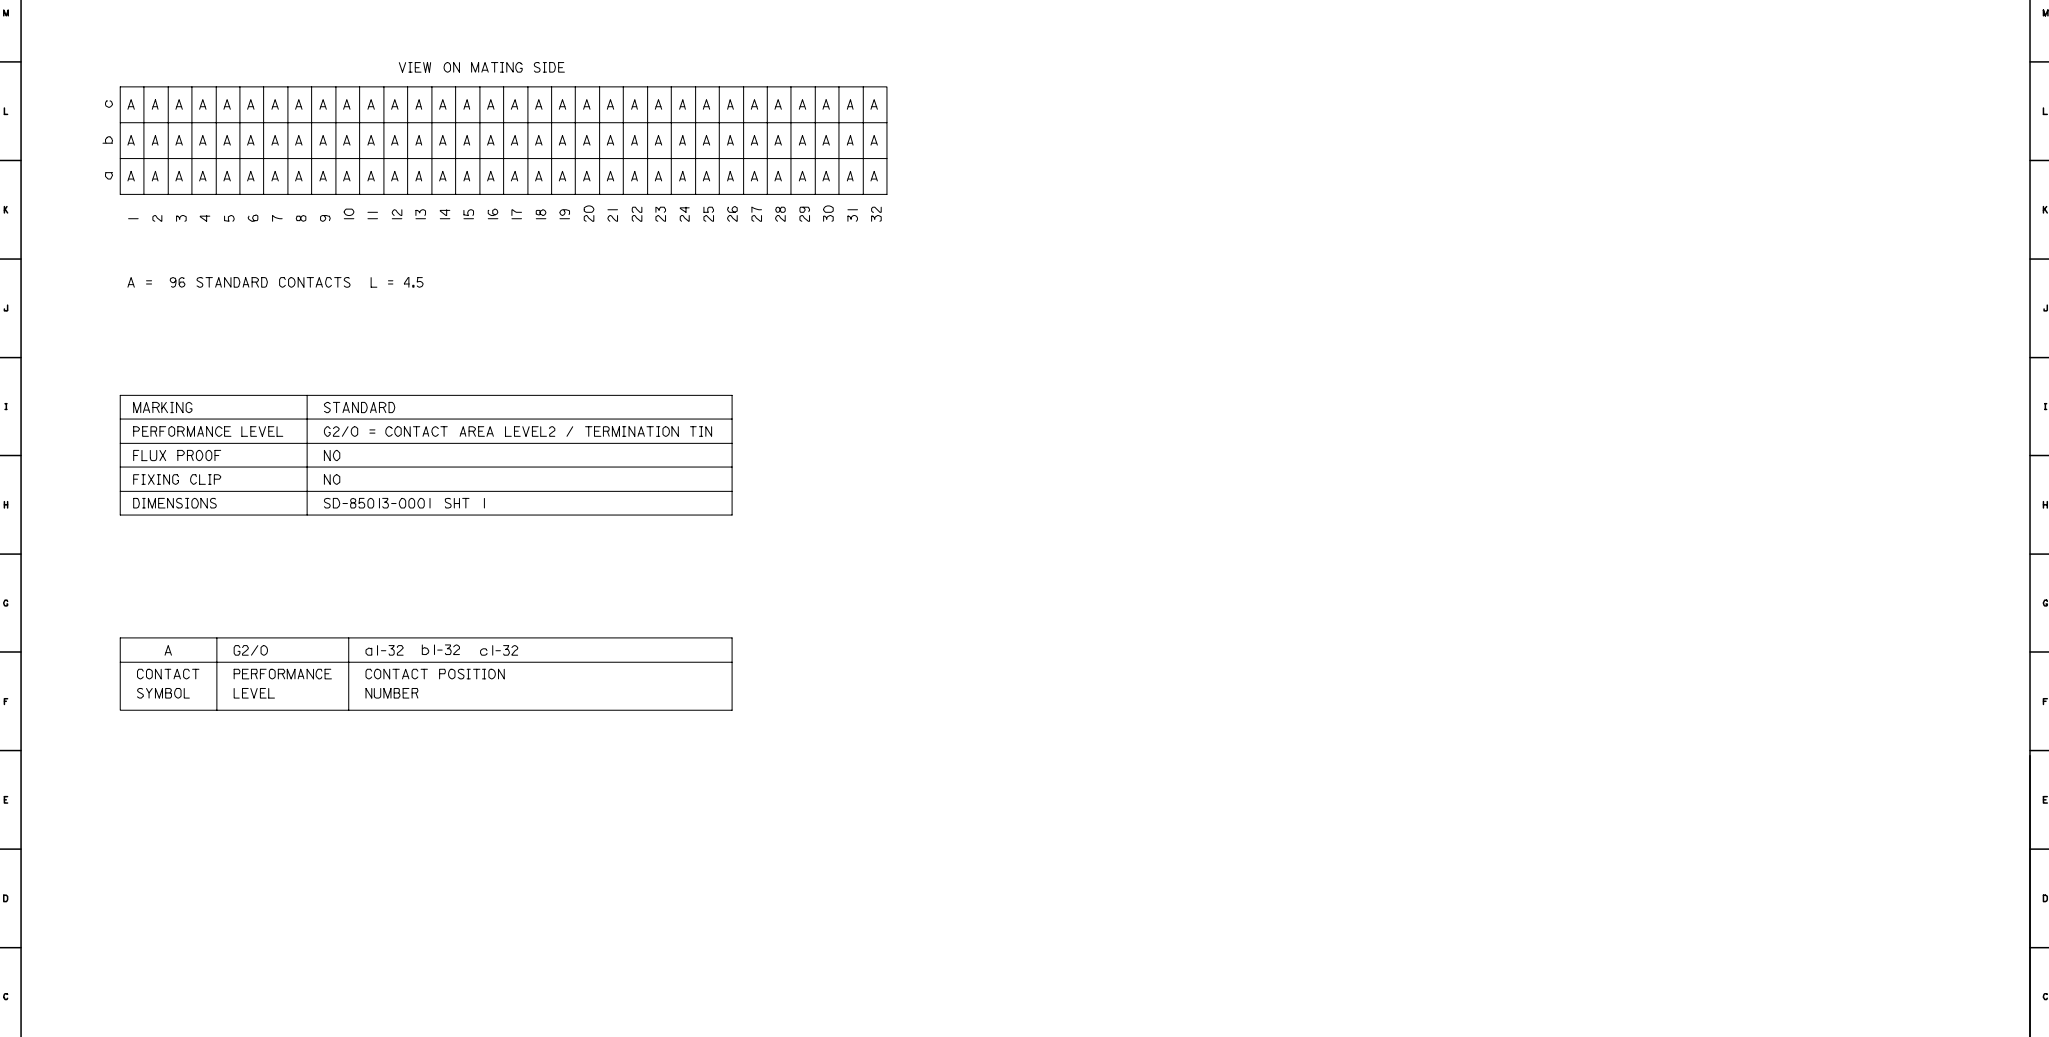 M M
VIEW ON MATING SIDE
c A A A A A A A A A A A A A A A A A A A A A A A A A A A A A A A A
L L
b A A A A A A A A A A A A A A A A A A A A A A A A A A A A A A A A
a A A A A A A A A A A A A A A A A A A A A A A A A A A A A A A A A
K K
1 2 3 4 5 6 7 8 9 10 11 12 13 14 15 16 17 18 19 20 21 22 23 24 25 26 27 28 29 30 31 32
A = 96 STANDARD CONTACTS L = 4.5
J J
I I
MARKING STANDARD
PERFORMANCE LEVEL G2/0 = CONTACT AREA LEVEL2 / TERMINATION TIN
FLUX PROOF NO
FIXING CLIP NO
DIMENSIONS SD-85013-0001 SHT 1
H H
G G
A G2/0 a1-32 b1-32 c1-32
CONTACT PERFORMANCE CONTACT POSITION
SYMBOL LEVEL NUMBER
F F
E E
D D
C C